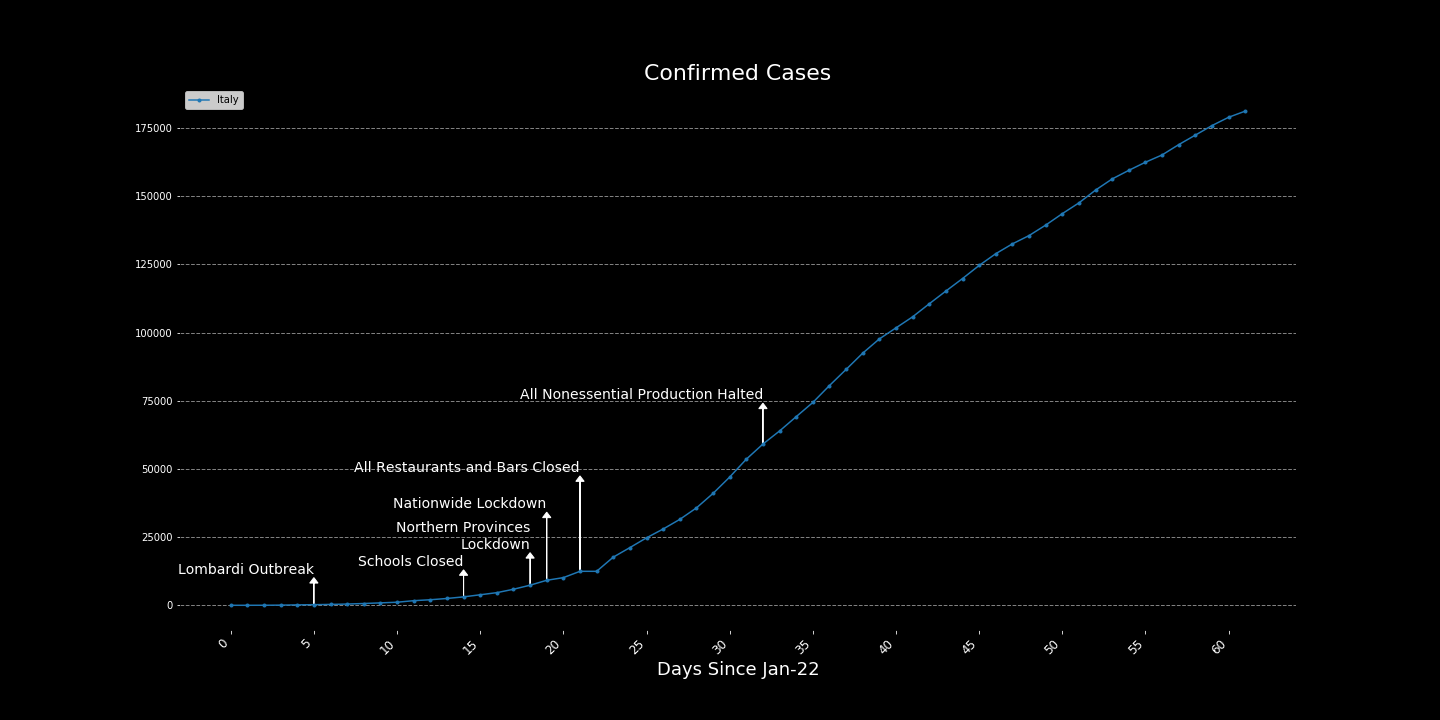 Confirmed Cases
Italy
175000
150000
125000
100000
75000
50000
25000
0
All Nonessential Production Halted
All Restaurants and Bars Closed
Nationwide Lockdown
Northern Provinces
Lockdown
Schools Closed
Lombardi Outbreak
0 5 10 15 20 25 30 35 40 45 50 55 60
Days Since Jan-22